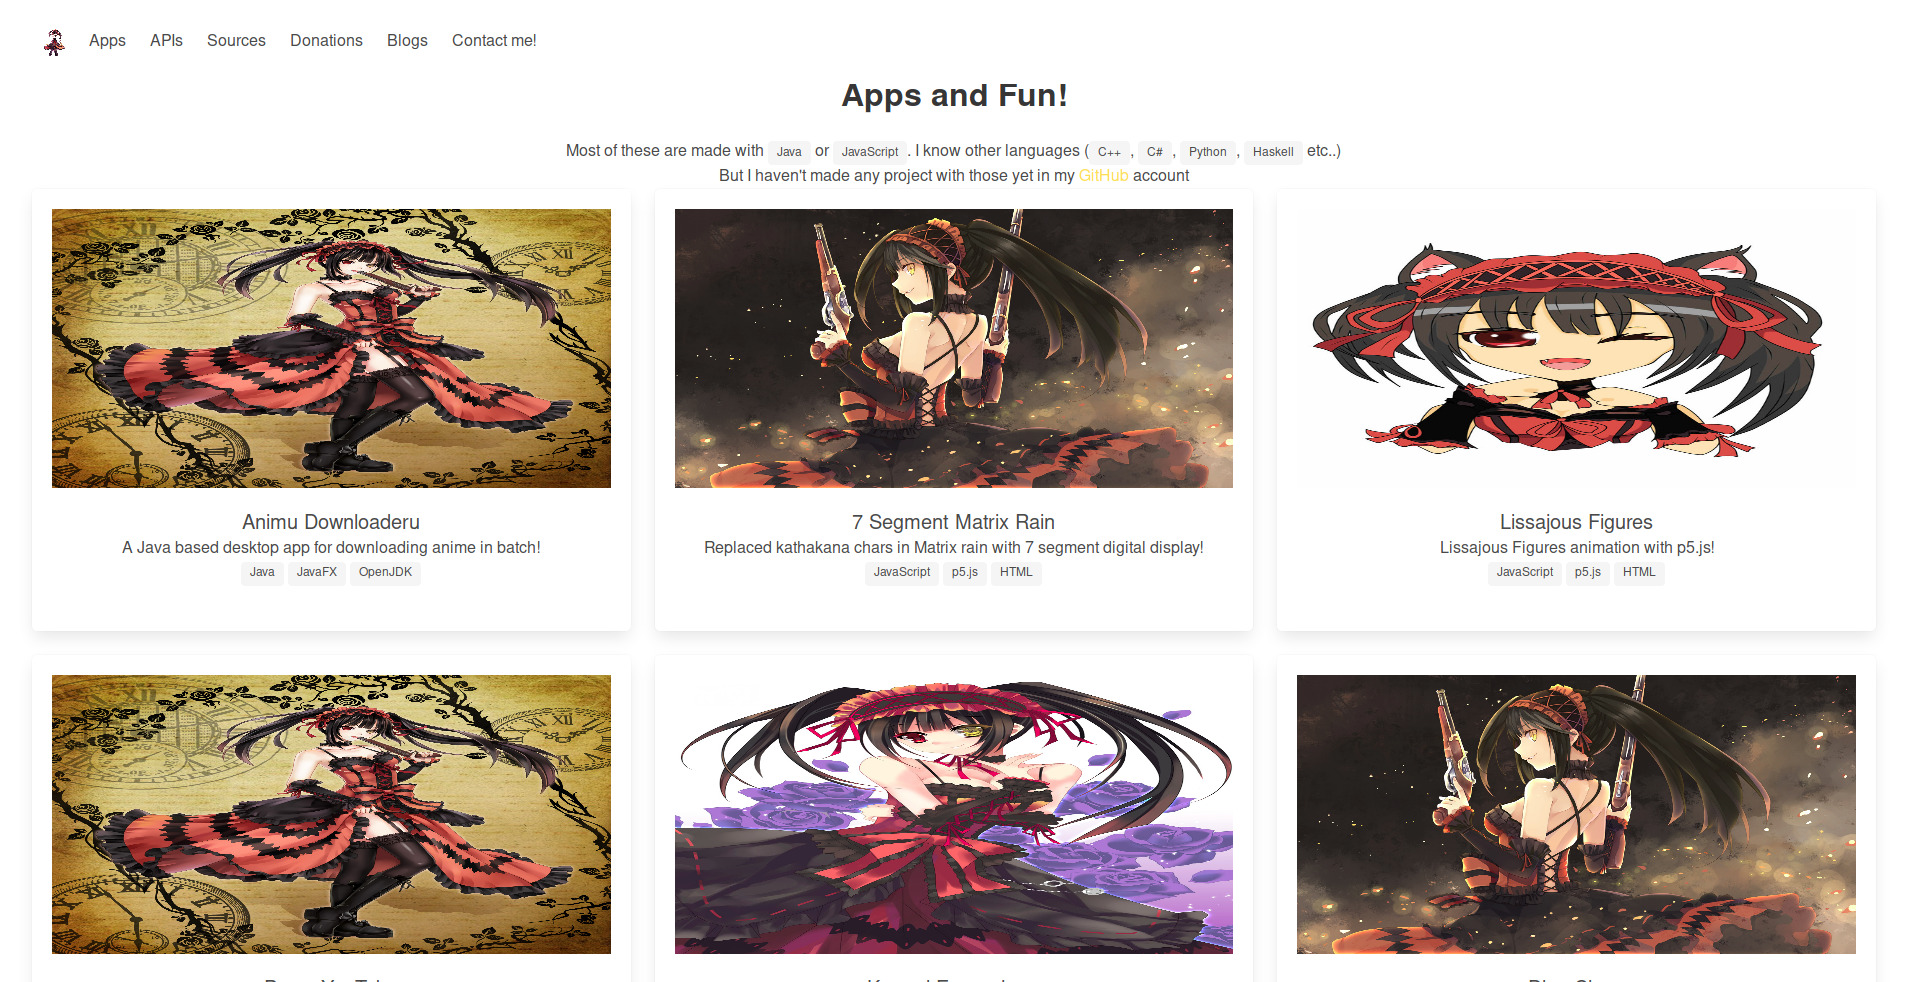 Apps APIs Sources Donations Blogs Contact me!
Apps and Fun!
Most of these are made with Java or JavaScript. I know other languages ( C++, C#, Python, Haskell etc..)
But I haven't made any project with those yet in my GitHub account
Animu Downloaderu
A Java based desktop app for downloading anime in batch!
Java JavaFX OpenJDK
7 Segment Matrix Rain
Replaced kathakana chars in Matrix rain with 7 segment digital display!
JavaScript p5.js HTML
Lissajous Figures
Lissajous Figures animation with p5.js!
JavaScript p5.js HTML